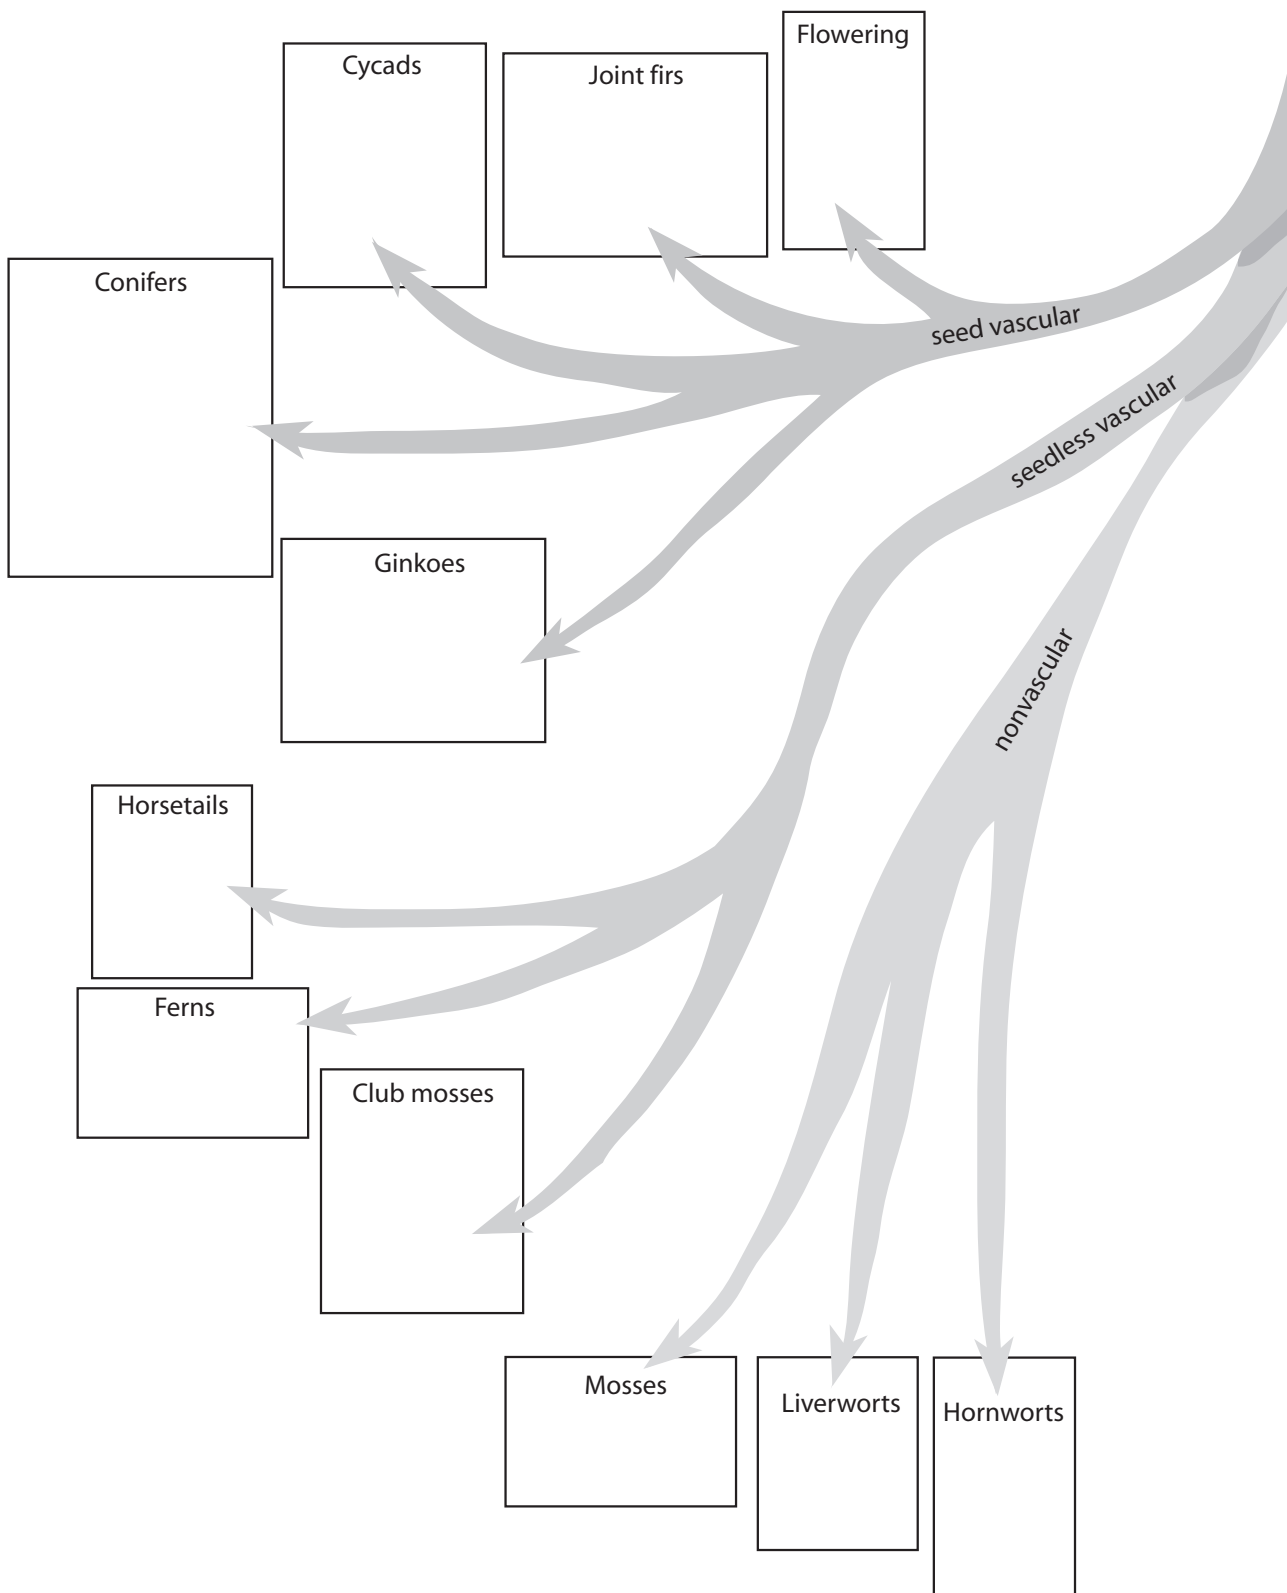 Flowering
Cycads
Joint firs
Conifers
seed vascular
seedless vascular
Ginkoes
nonvascular
Horsetails
Ferns
Club mosses
Mosses
Liverworts
Hornworts